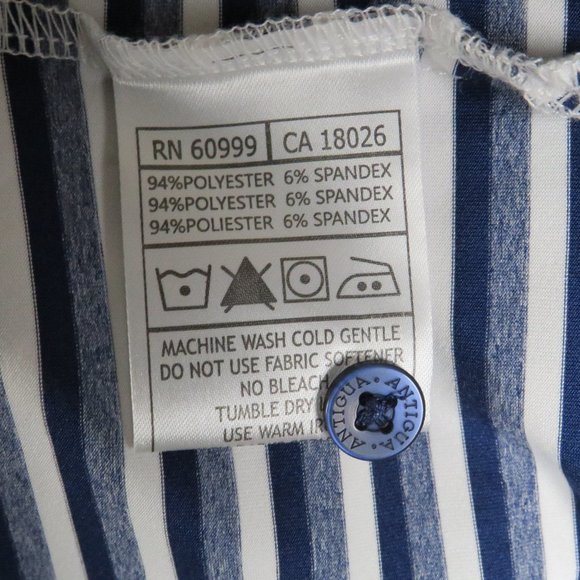 RN 60999 CA 18026
94%POLYESTER 6% SPANDEX
94%POLYESTER 6% SPANDEX
94%POLIESTER 6% SPANDEX
MACHINE WASH COLD GENTLE
DO NOT USE FABRIC SOFTENER
NO BLEACH
TUMBLE DRY
USE WARM
ANTIGUA · ANTIGUA ·